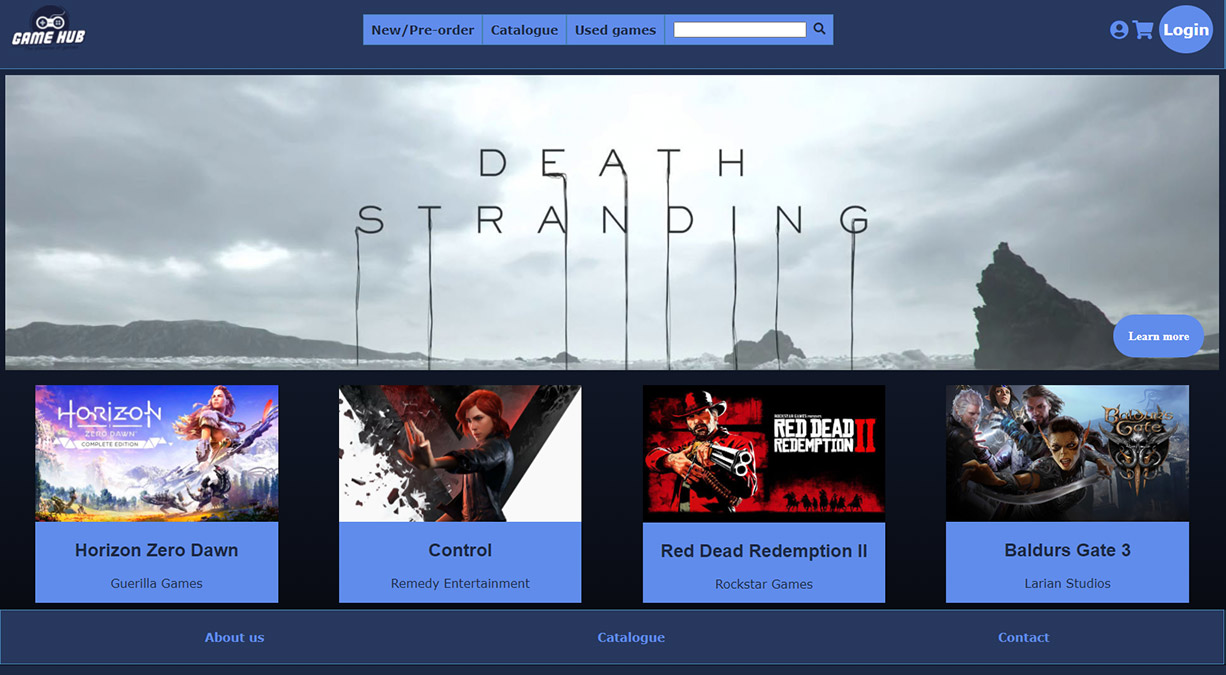 GAME HUB
New/Pre-order Catalogue Used games
Login
DEATH
STRANDING
Learn more
HORIZON
ZERO DAWN
COMPLETE EDITION
ROCKSTAR GAMES PRESENTS
RED DEAD
REDEMPTION II
BALDURS
GATE
Horizon Zero Dawn
Guerilla Games
Control
Remedy Entertainment
Red Dead Redemption II
Rockstar Games
Baldurs Gate 3
Larian Studios
About us
Catalogue
Contact